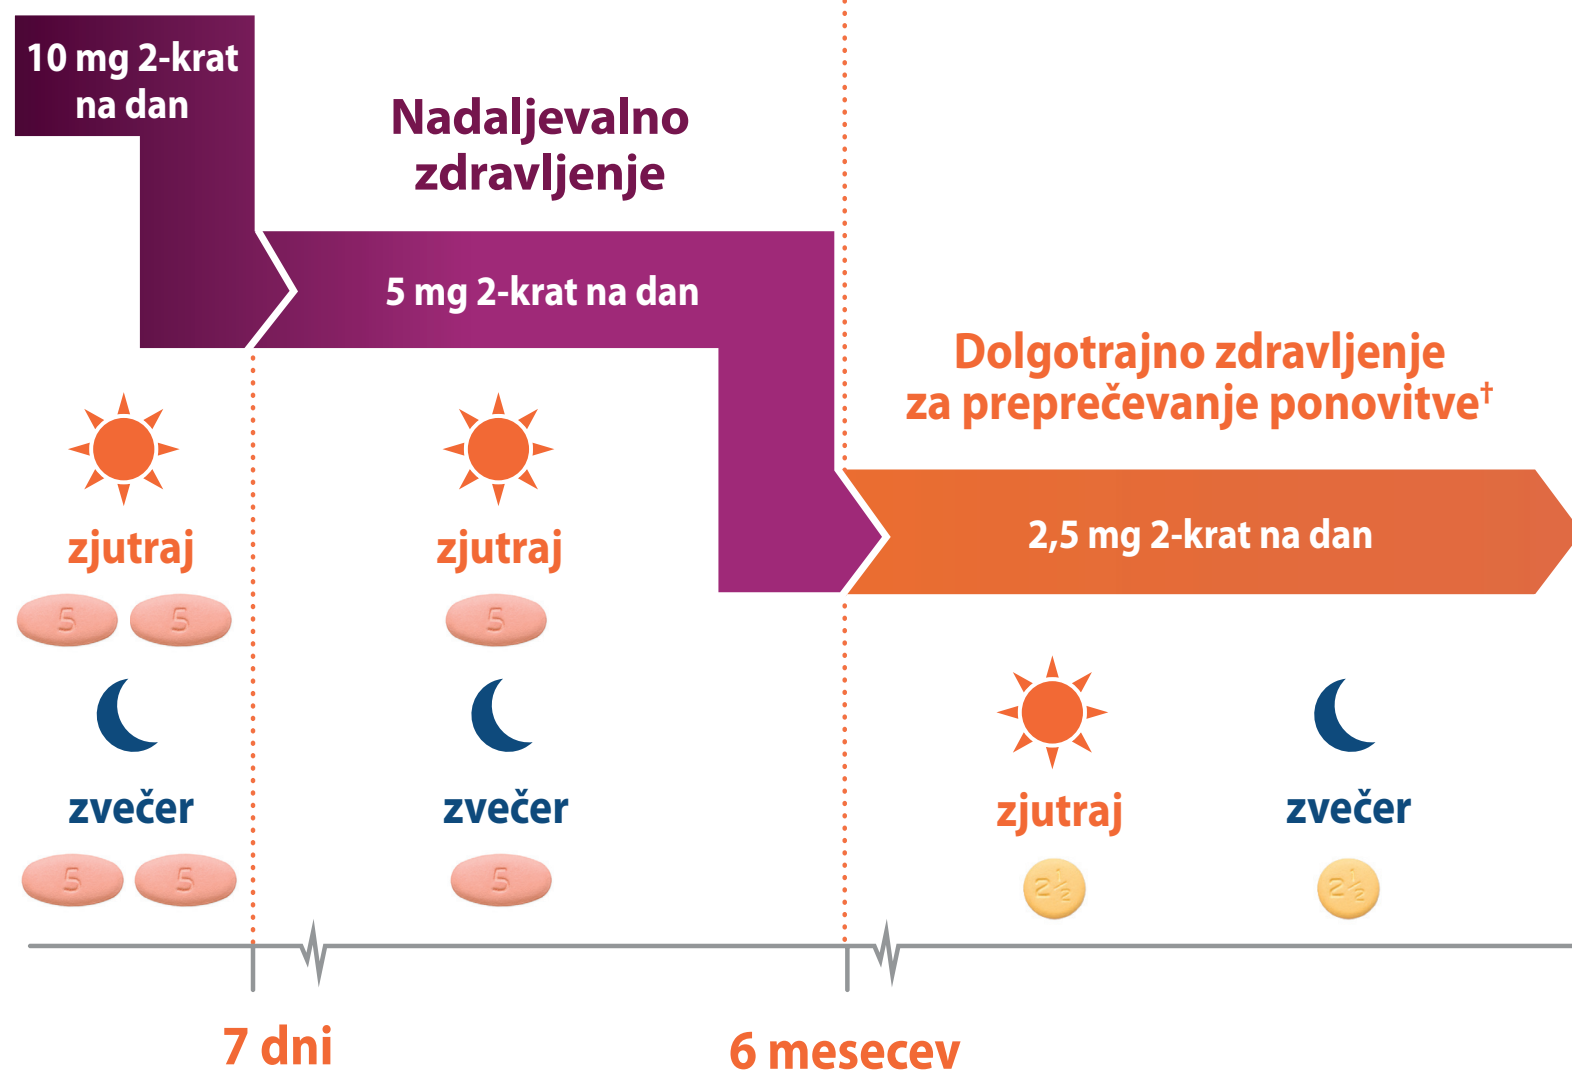 10 mg 2-krat
na dan
Nadaljevalno
zdravljenje
5 mg 2-krat na dan
Dolgotrajno zdravljenje
za preprečevanje ponovitve†
2,5 mg 2-krat na dan
zjutraj
5 5
zvečer
5 5
zjutraj
5
zvečer
5
zjutraj
2½
zvečer
2½
7 dni
6 mesecev